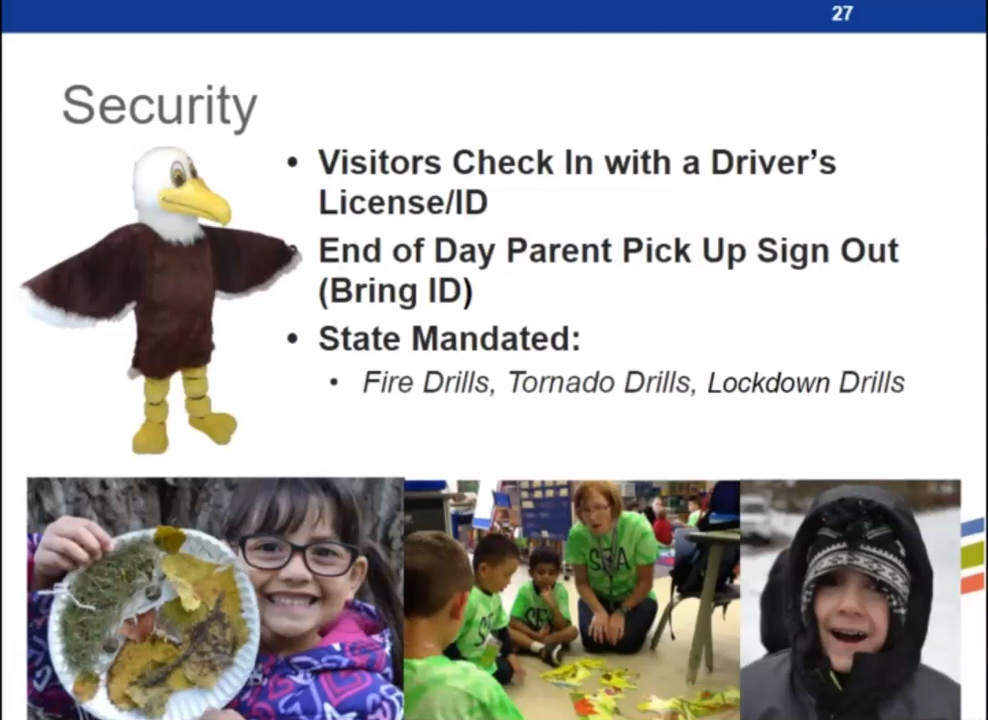 27
Security
• Visitors Check In with a Driver's
License/ID
• End of Day Parent Pick Up Sign Out
(Bring ID)
• State Mandated:
• Fire Drills, Tornado Drills, Lockdown Drills